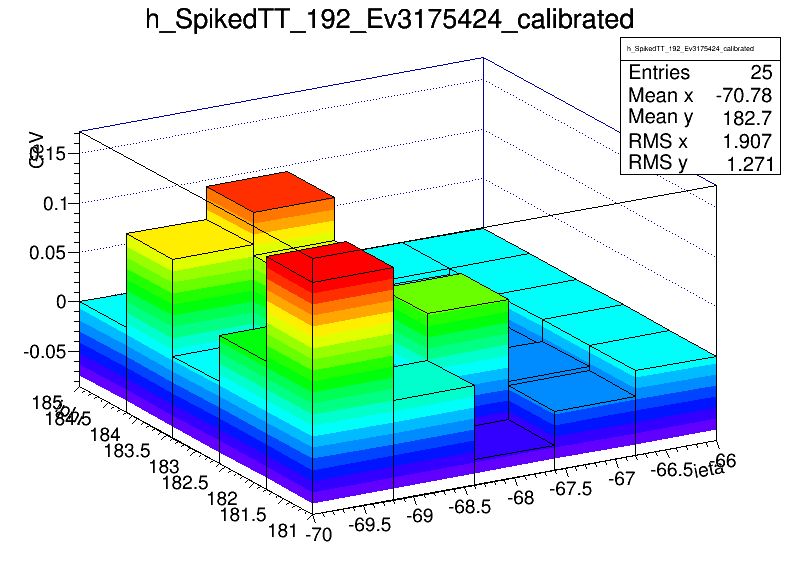 h_SpikedTT_192_Ev3175424_calibrated
h_SpikedTT_192_Ev3175424_calibrated
Entries 25
Mean x -70.78
Mean y 182.7
RMS x 1.907
RMS y 1.271
GeV
0.15
0.1
0.05
0
-0.05
185
184.5
184
183.5
183
182.5
182
181.5
181
-70
-69.5
-69
-68.5
-68
-67.5
-67
-66.5
-66
ieta